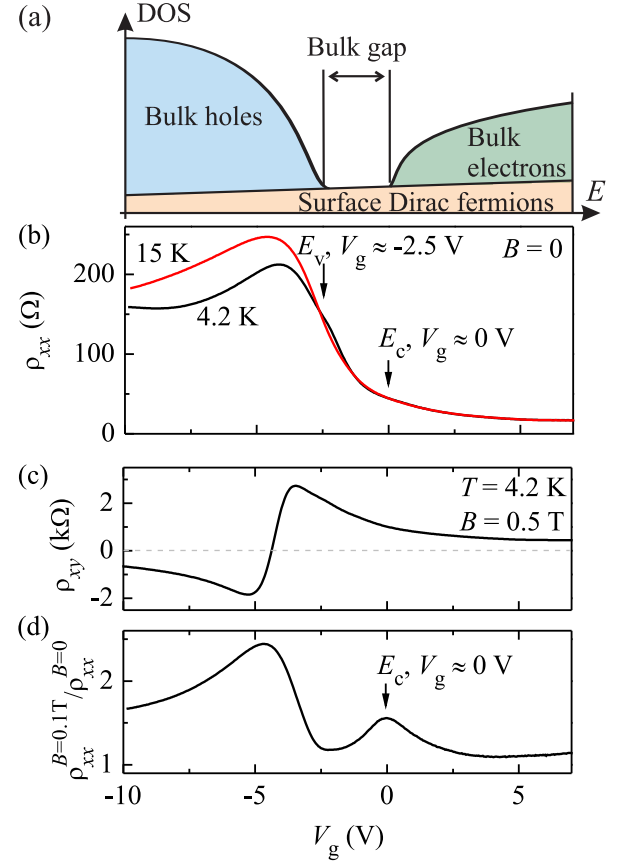 (a)
DOS
Bulk gap
Bulk holes
Bulk
electrons
Surface Dirac fermions
E
(b)
15 K
E_v, V_g ≈ -2.5 V
B = 0
4.2 K
E_c, V_g ≈ 0 V
ρ_xx (Ω)
200
100
0
(c)
T = 4.2 K
B = 0.5 T
ρ_xy (kΩ)
2
0
-2
(d)
E_c, V_g ≈ 0 V
ρ_xx^B=0.1T/ρ_xx^B=0
2
1
-10
-5
0
5
V_g (V)